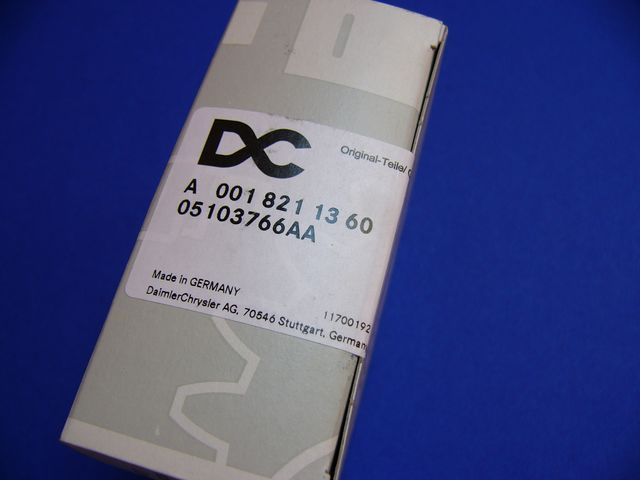 DC
Original-Teile/
A 001 821 13 60
05103766AA
Made in GERMANY
11700192
DaimlerChrysler AG, 70546 Stuttgart, German